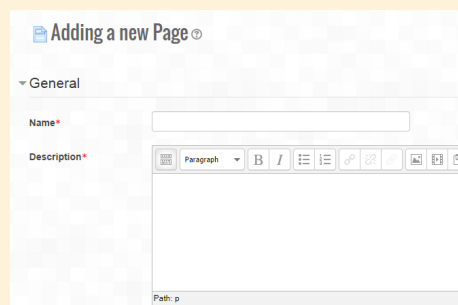 Adding a new Page
General
Name*
Description*
Paragraph B I
Path: p